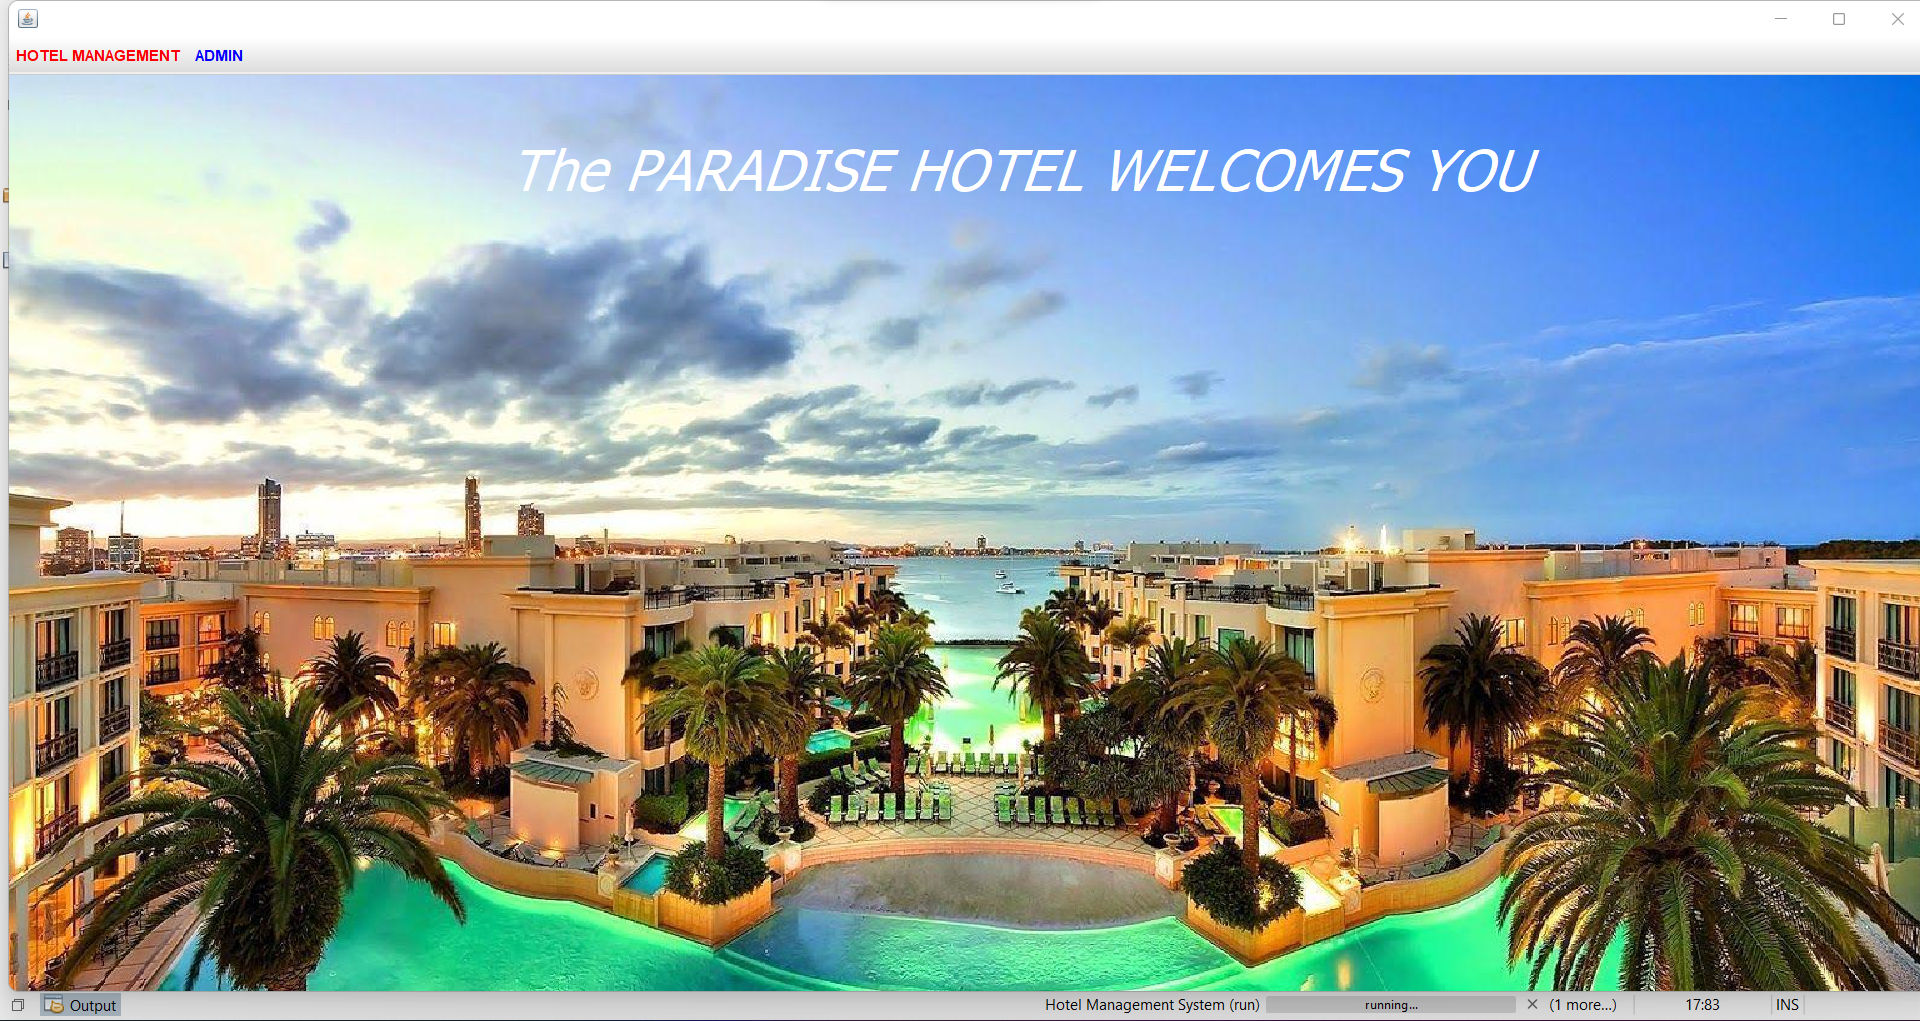 HOTEL MANAGEMENT ADMIN
The PARADISE HOTEL WELCOMES YOU
Output Hotel Management System (run) running... (1 more...) 17:83 INS